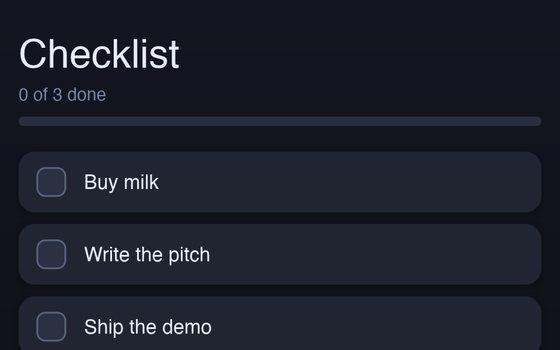 Checklist
0 of 3 done
Buy milk
Write the pitch
Ship the demo